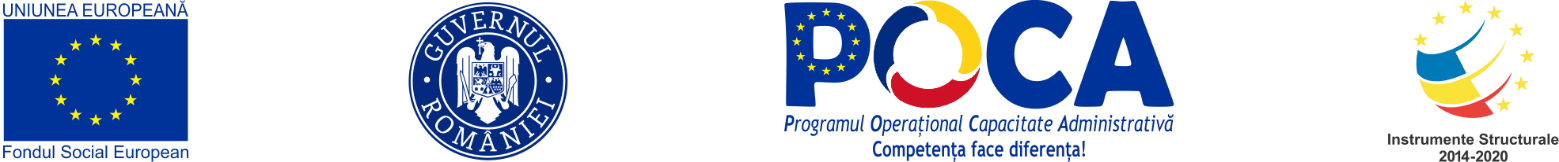 UNIUNEA EUROPEANĂ
Fondul Social European
GUVERNUL
ROMÂNIEI
POCA
Programul Operațional Capacitate Administrativă
Competența face diferența!
Instrumente Structurale
2014-2020